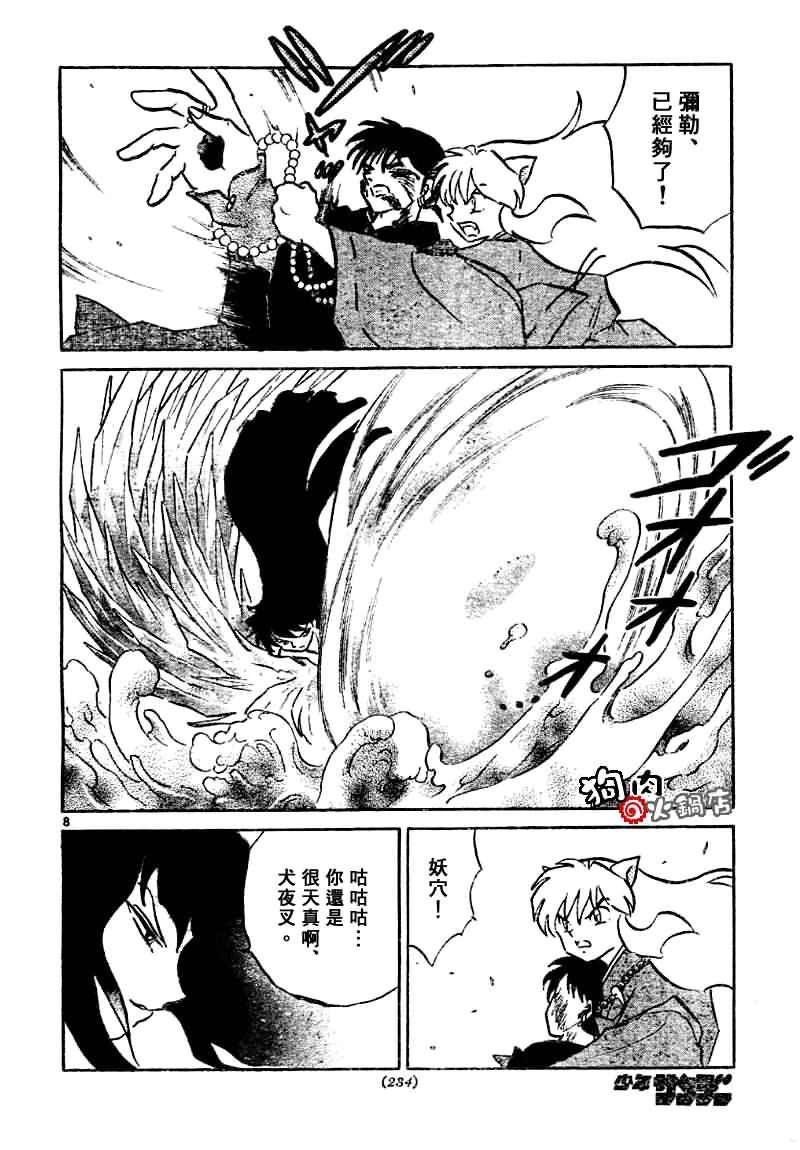 彌勒、
已經夠了！
ゴ
オ
オ
オ
狗肉
火鍋店
8
妖穴！
咕咕咕…
你還是
很天真啊、
犬夜叉。
(234)